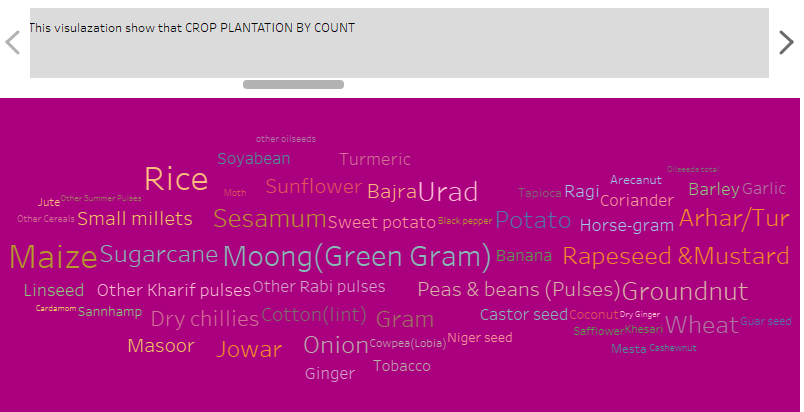 This visulazation show that CROP PLANTATION BY COUNT
other oilseeds
Soyabean Turmeric
Oilseeds total
Rice Moth Sunflower Bajra Urad Tapioca Ragi Arecanut Coriander Barley Garlic
Jute Other Summer Pulses
Other Cereals Small millets Sesamum Sweet potato Black pepper Potato Horse-gram Arhar/Tur
Maize Sugarcane Moong(Green Gram) Banana Rapeseed &Mustard
Linseed Other Kharif pulses Other Rabi pulses Peas & beans (Pulses) Groundnut
Cardamom Sannhamp Dry chillies Cotton(lint) Gram Castor seed Coconut Dry Ginger Wheat Guar seed
Safflower Khesari
Masoor Jowar Onion Cowpea(Lobia) Niger seed Mesta Cashewnut
Ginger Tobacco